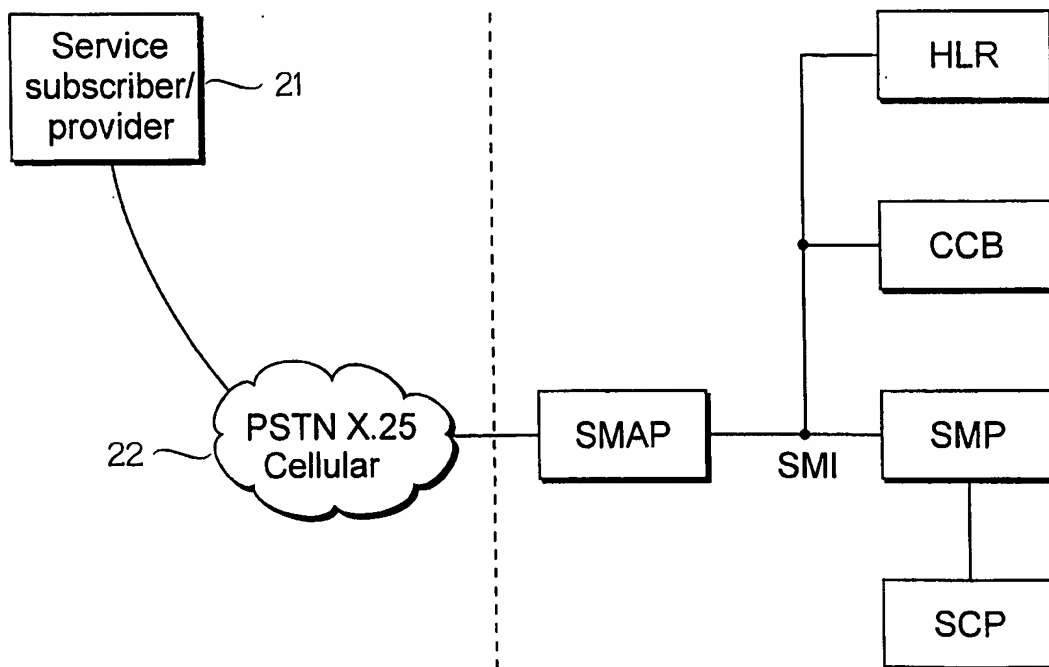 Service
subscriber/
provider
21
HLR
CCB
PSTN X.25
Cellular
22
SMAP
SMI
SMP
SCP